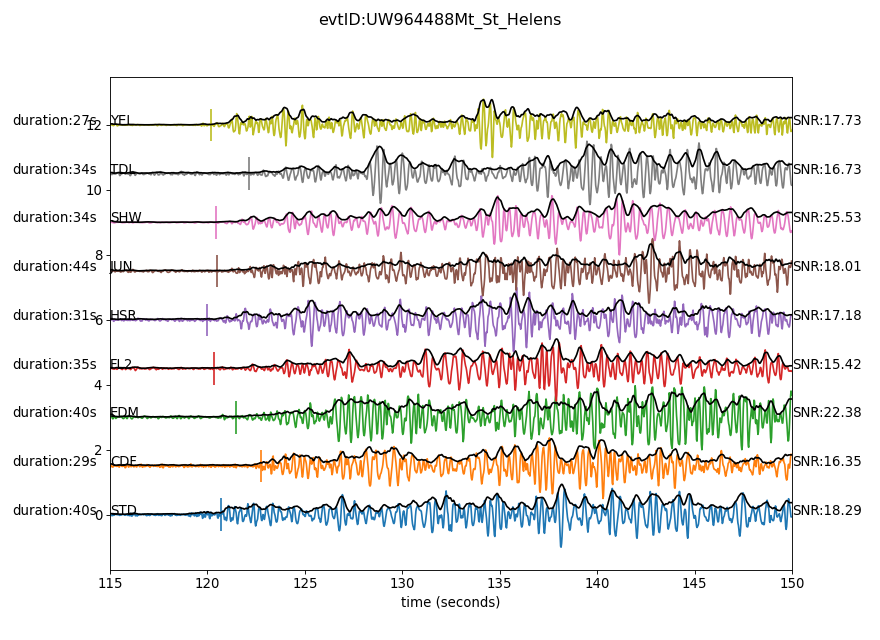 evtID:UW964488Mt_St_Helens
duration:27s YEL SNR:17.73
12
duration:34s TDL SNR:16.73
10
duration:34s SHW SNR:25.53
8
duration:44s JUN SNR:18.01
duration:31s HSR SNR:17.18
6
duration:35s FL2 SNR:15.42
4
duration:40s EDM SNR:22.38
2
duration:29s CDF SNR:16.35
duration:40s STD SNR:18.29
0
115 120 125 130 135 140 145 150
time (seconds)